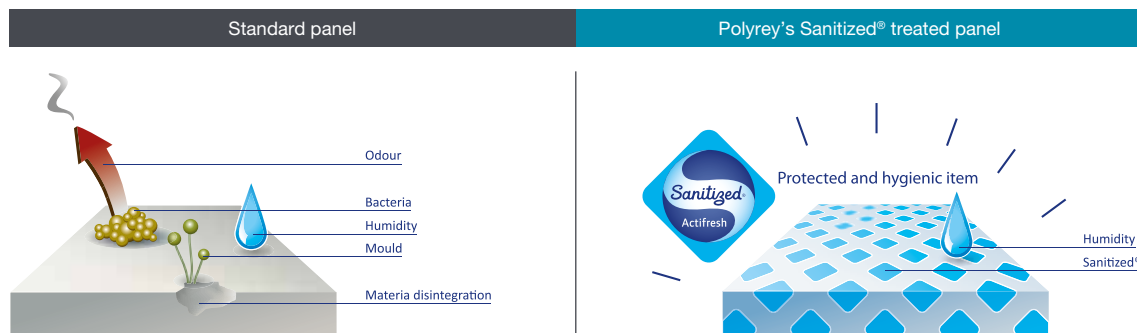 Standard panel
Polyrey's Sanitized® treated panel
Odour
Bacteria
Humidity
Mould
Materia disintegration
Sanitized®
Actifresh
Protected and hygienic item
Humidity
Sanitized®